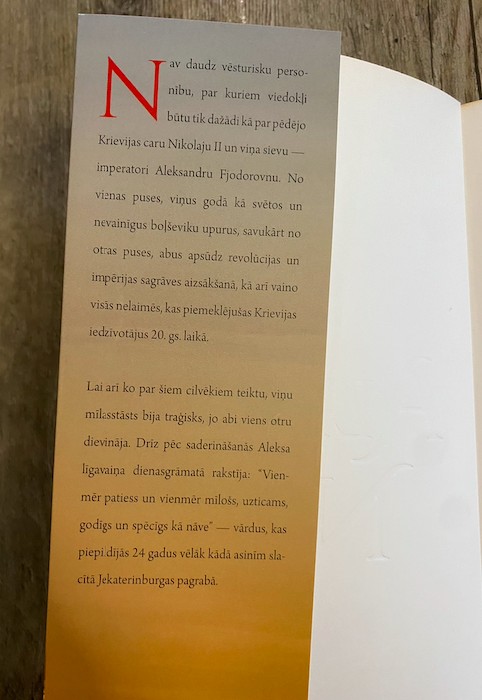 Nav daudz vēsturisku perso-
nību, par kuriem viedokļi
būtu tik dažādi kā par pēdējo
Krievijas caru Nikolaju II un viņa sievu —
imperatori Aleksandru Fjodorovnu. No
vienas puses, viņus godā kā svētos un
nevainīgus boļševiku upurus, savukārt no
otras puses, abus apsūdz revolūcijas un
impērijas sagrāves aizsākšanā, kā arī vaino
visās nelaimēs, kas piemeklējušas Krievijas
iedzīvotājus 20. gs. laikā.
Lai arī ko par šiem cilvēkiem teiktu, viņu
mīlasstāsts bija traģisks, jo abi viens otru
dievināja. Drīz pēc saderināšanās Aleksa
līgavaiņa dienasgrāmatā rakstīja: "Vien-
mēr patiess un vienmēr mīlošs, uzticams,
godīgs un spēcīgs kā nāve" — vārdus, kas
piepildījās 24 gadus vēlāk kādā asinīm sla-
cītā Jekaterinburgas pagrabā.